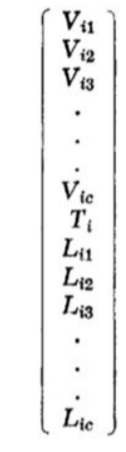 V_{i1}
V_{i2}
V_{i3}
.
.
.
V_{ic}
T_i
L_{i1}
L_{i2}
L_{i3}
.
.
.
L_{ic}